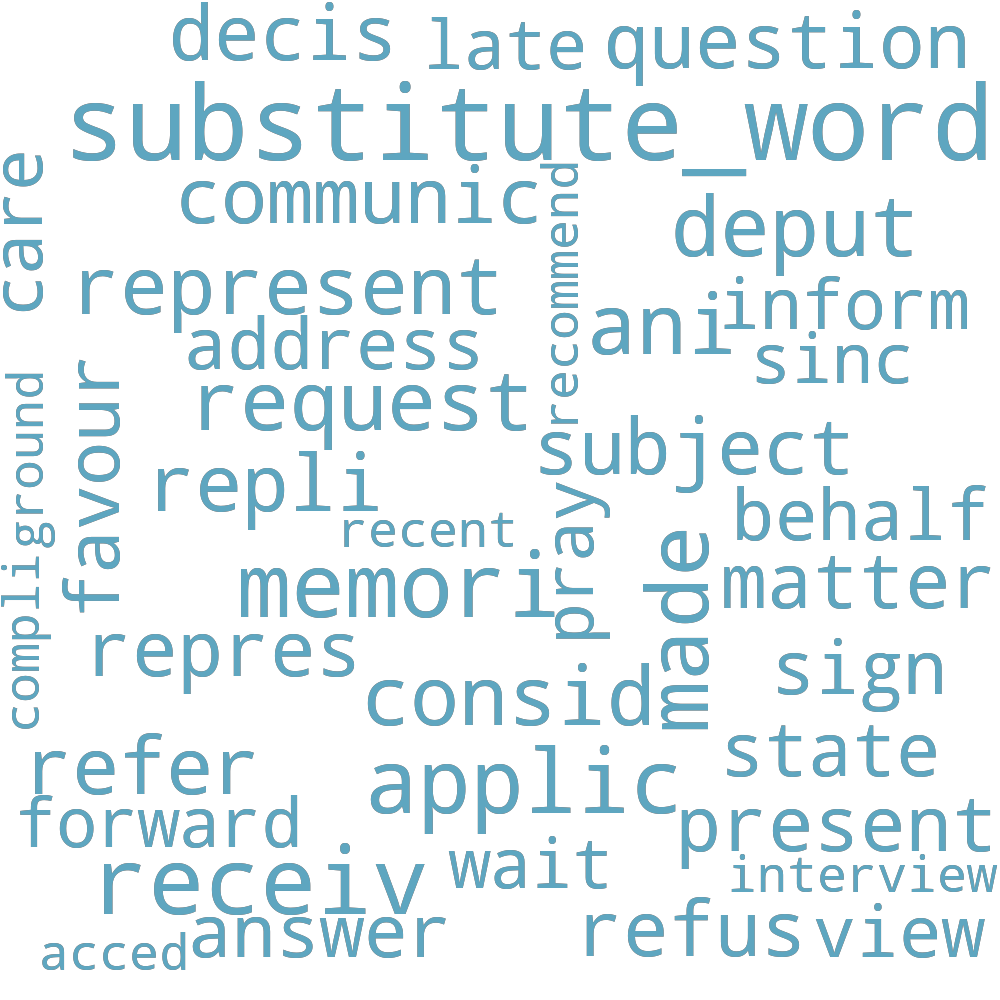 decis late question
substitute_word
care
communic
recommend
deput
represent
inform
ani
address
sinc
request
favour
ground
subject
repli
recent
pray
behalf
made
memori
matter
compli
repres
consid
sign
refer
state
applic
forward
present
receiv
wait
interview
answer
refus
view
acced